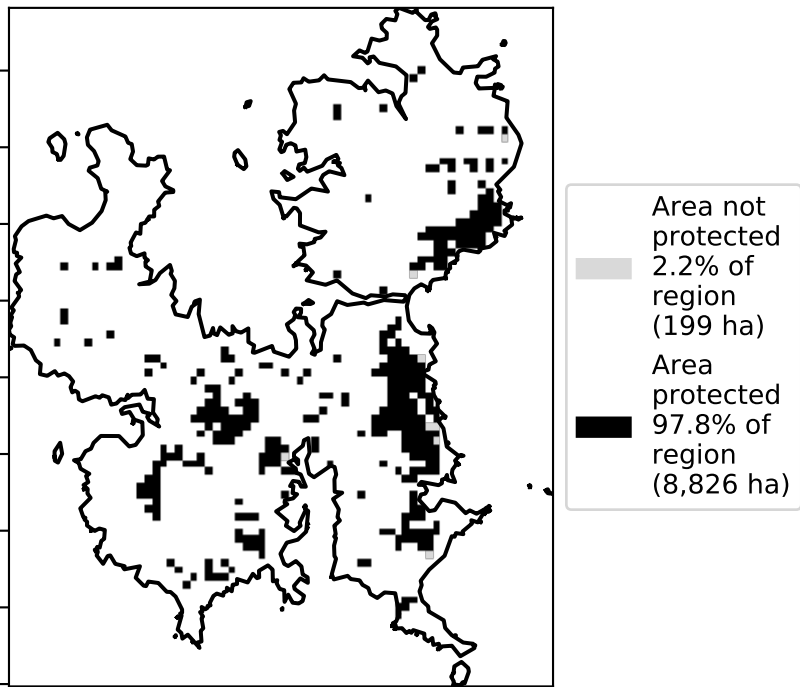 Area not
protected
2.2% of
region
(199 ha)
Area
protected
97.8% of
region
(8,826 ha)